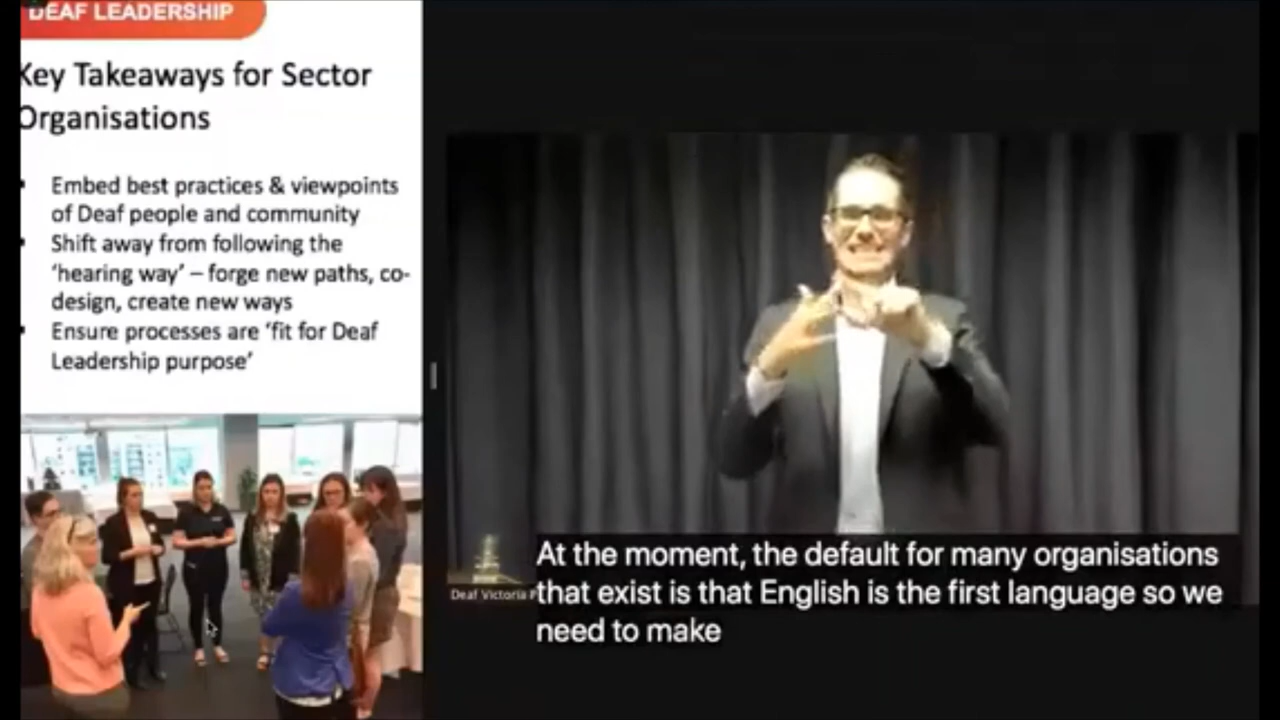 DEAF LEADERSHIP
Key Takeaways for Sector
Organisations
Embed best practices & viewpoints
of Deaf people and community
Shift away from following the
‘hearing way’ – forge new paths, co-
design, create new ways
Ensure processes are ‘fit for Deaf
Leadership purpose’
Deaf Victoria
At the moment, the default for many organisations
that exist is that English is the first language so we
need to make